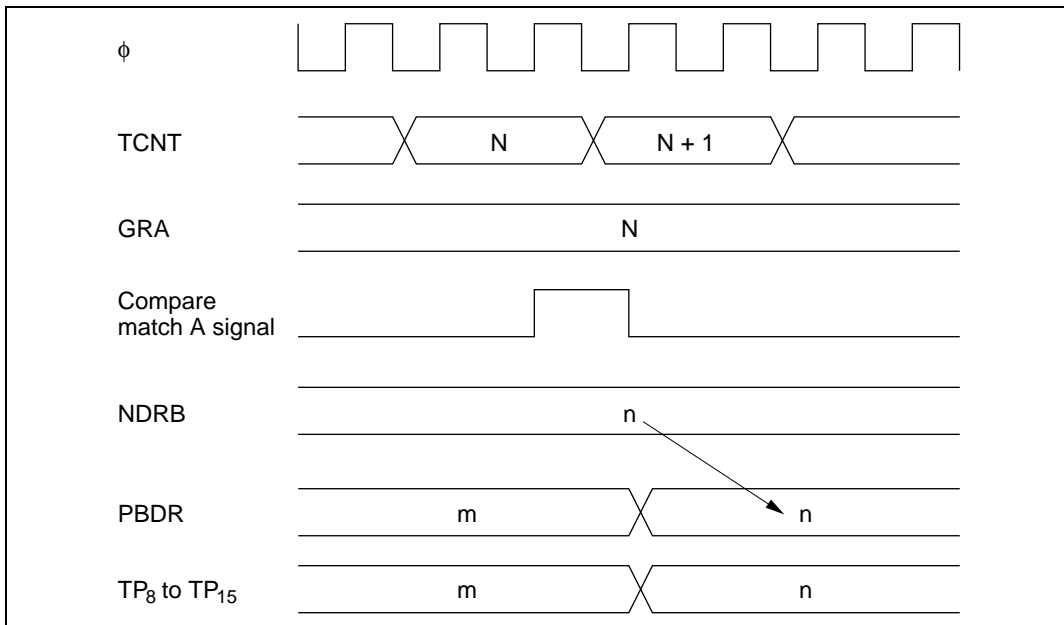 ϕ
TCNT N N + 1
GRA N
Compare
match A signal
NDRB n
PBDR m n
TP8 to TP15 m n